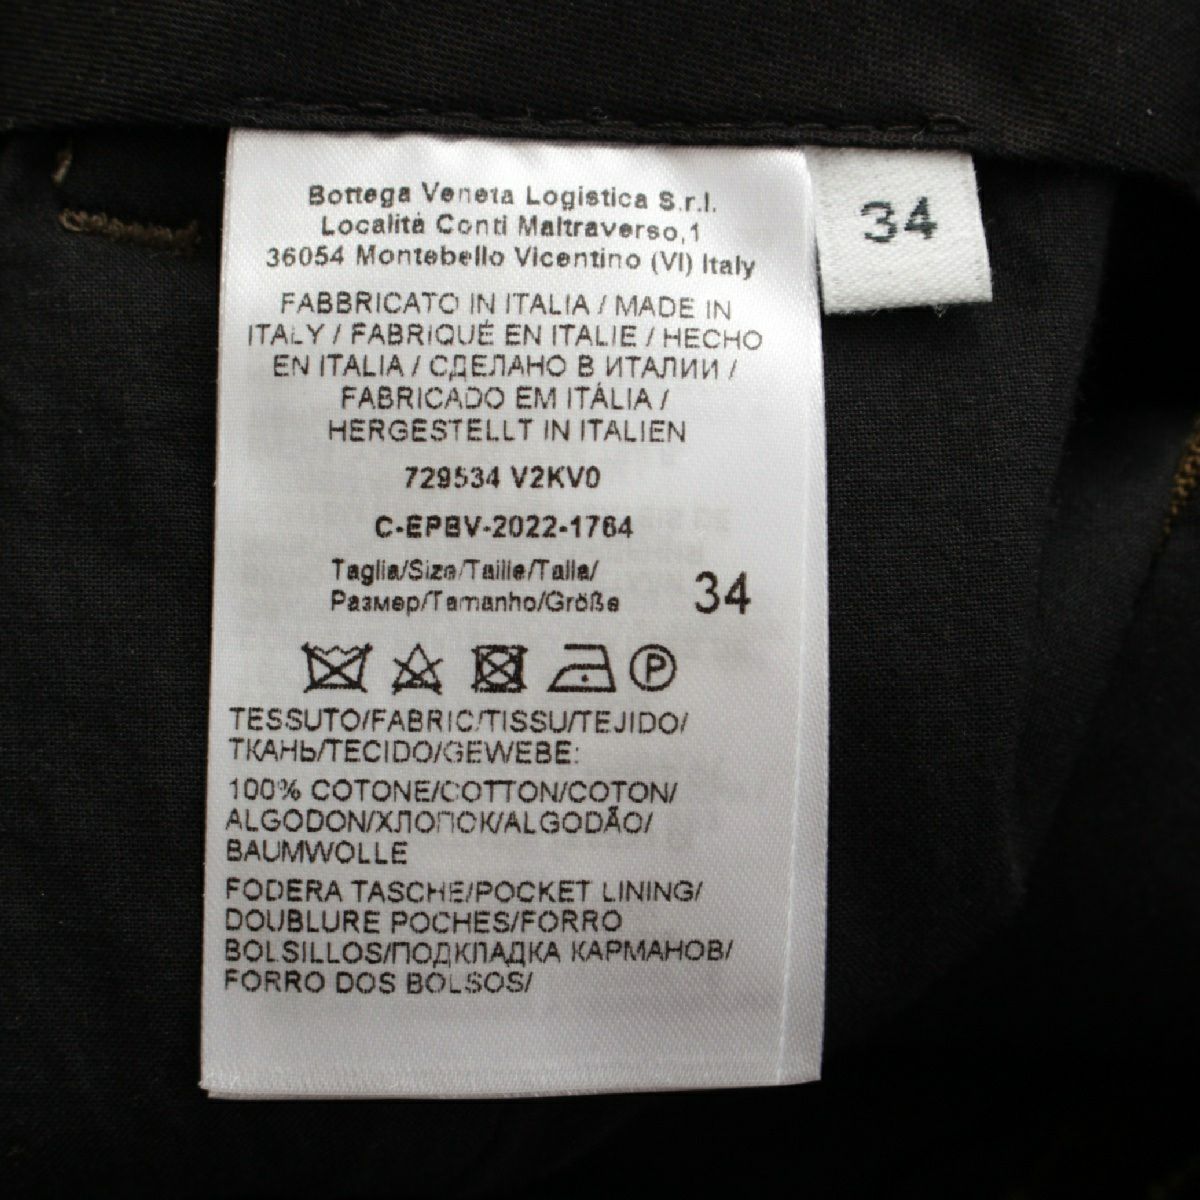 Bottega Veneta Logistica S.r.l.
Località Conti Maltraverso,1
36054 Montebello Vicentino (VI) Italy
FABBRICATO IN ITALIA / MADE IN
ITALY / FABRIQUÉ EN ITALIE / HECHO
EN ITALIA / СДЕЛАНО В ИТАЛИИ /
FABRICADO EM ITÁLIA /
HERGESTELLT IN ITALIEN
729534 V2KV0
C-EPBV-2022-1764
Taglia/Size/Taille/Talla/
Размер/Tamanho/Größe 34
P
TESSUTO/FABRIC/TISSU/TEJIDO/
ТКАНЬ/TECIDO/GEWEBE:
100% COTONE/COTTON/COTON/
ALGODON/ХЛОПОК/ALGODÃO/
BAUMWOLLE
FODERA TASCHE/POCKET LINING/
DOUBLURE POCHES/FORRO
BOLSILLOS/ПОДКЛАДКА КАРМАНОВ/
FORRO DOS BOLSOS/
34